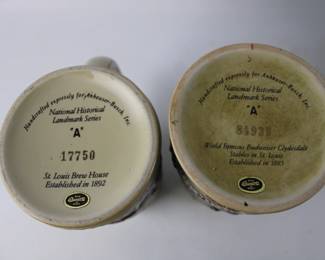 Handcrafted expressly for Anheuser-Busch, Inc.
National Historical
Landmark Series
"A"
17750
St. Louis Brew House
Established in 1892
Handcrafted expressly for Anheuser-Busch, Inc.
National Historical
Landmark Series
"A"
World Famous Budweiser Clydesdale
Stables in St. Louis
Established in 1885